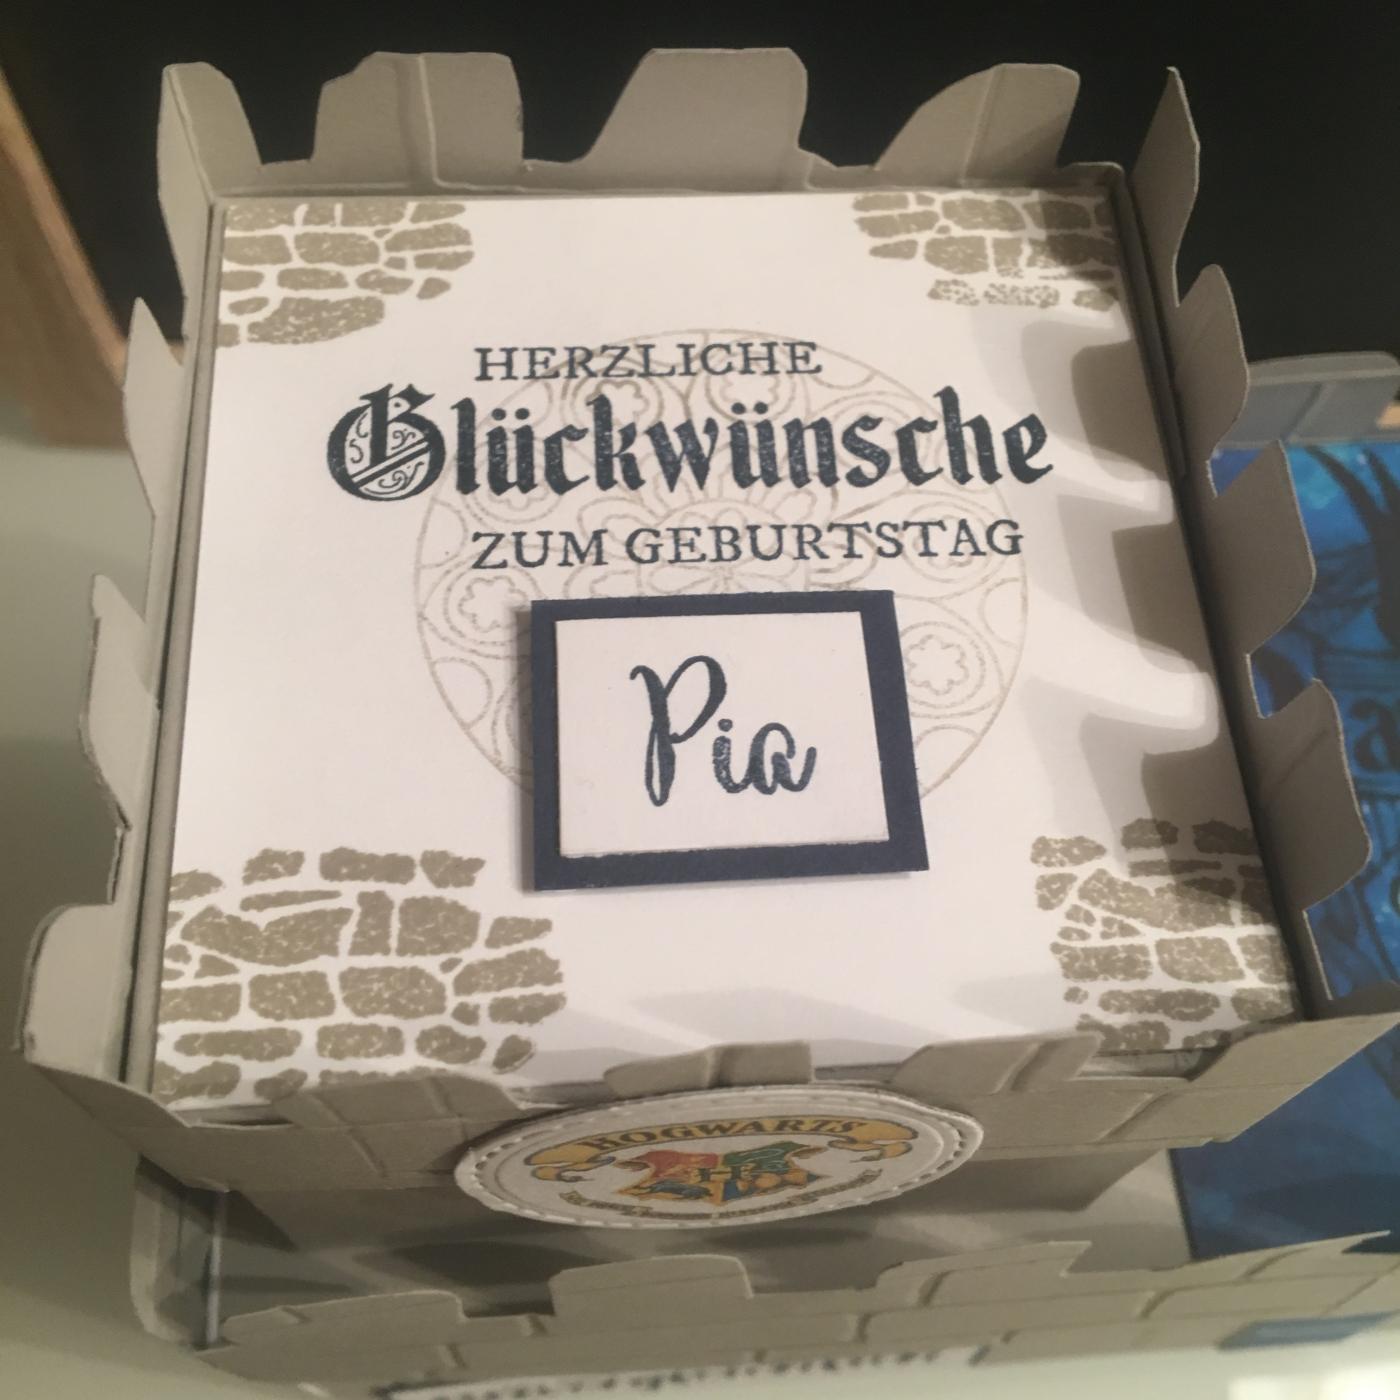 HERZLICHE
Glückwünsche
ZUM GEBURTSTAG
Pia
HOGWARTS